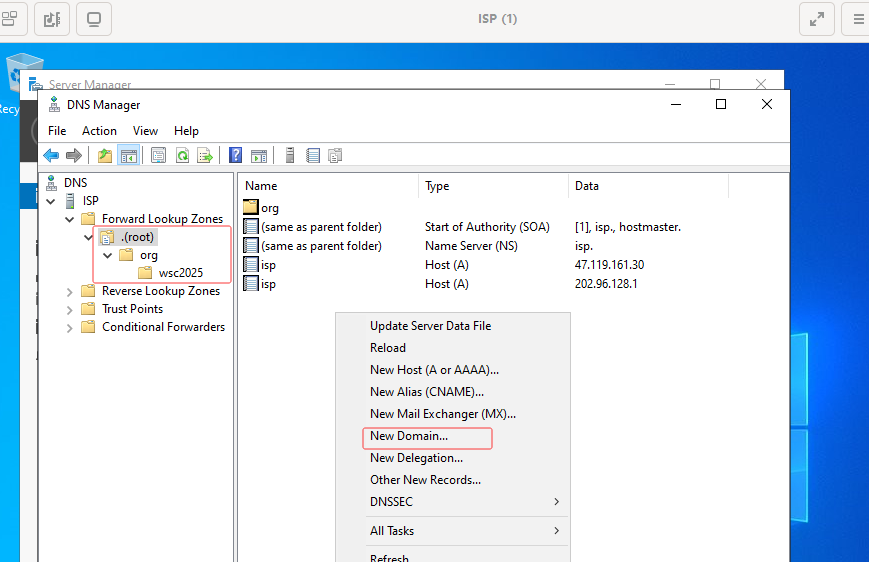 ISP (1)
Server Manager
DNS Manager
File Action View Help
DNS
ISP
Forward Lookup Zones
.(root)
org
wsc2025
Reverse Lookup Zones
Trust Points
Conditional Forwarders
Name Type Data
org
(same as parent folder) Start of Authority (SOA) [1], isp., hostmaster.
(same as parent folder) Name Server (NS) isp.
isp Host (A) 47.119.161.30
isp Host (A) 202.96.128.1
Update Server Data File
Reload
New Host (A or AAAA)...
New Alias (CNAME)...
New Mail Exchanger (MX)...
New Domain...
New Delegation...
Other New Records...
DNSSEC
All Tasks
Refresh